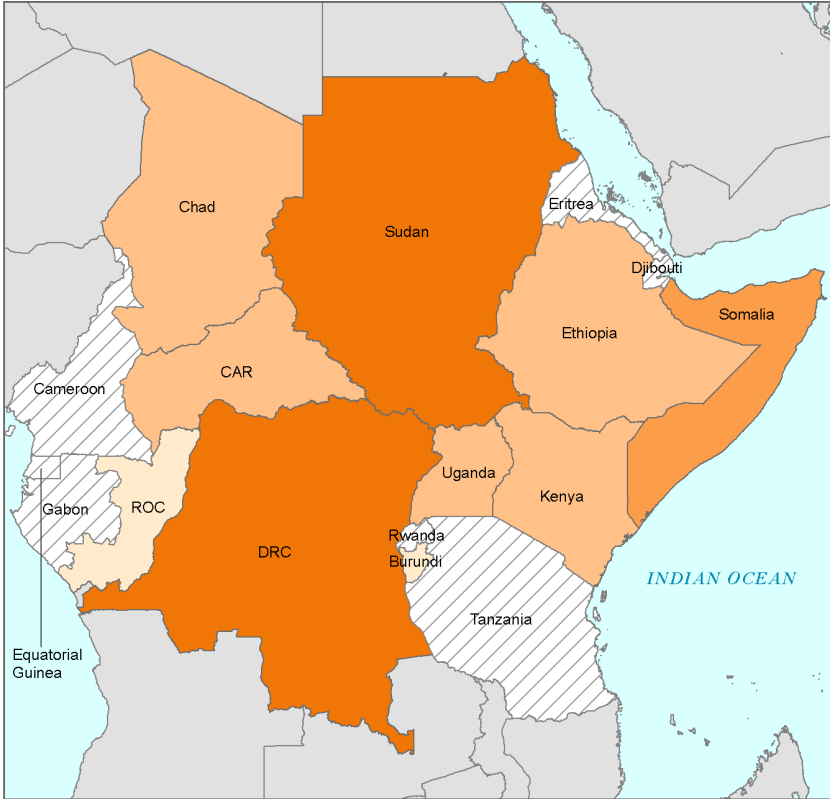 Chad
Sudan
Eritrea
Djibouti
Somalia
Ethiopia
CAR
Cameroon
Uganda
Kenya
Gabon
ROC
Rwanda
DRC
Burundi
INDIAN OCEAN
Tanzania
Equatorial
Guinea